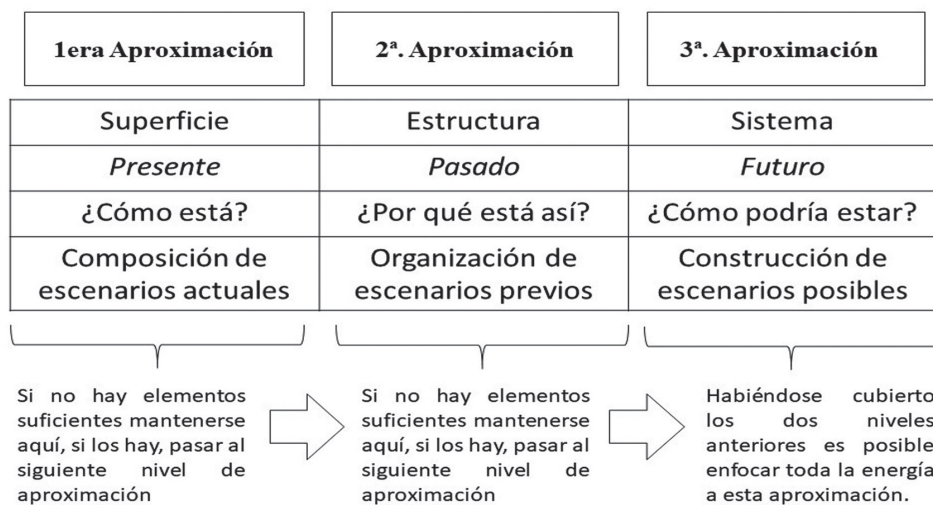 1era Aproximación
2ª. Aproximación
3ª. Aproximación
Superficie
Estructura
Sistema
Presente
Pasado
Futuro
¿Cómo está?
¿Por qué está así?
¿Cómo podría estar?
Composición de
escenarios actuales
Organización de
escenarios previos
Construcción de
escenarios posibles
Si no hay elementos
suficientes mantenerse
aquí, si los hay, pasar al
siguiente nivel de
aproximación
Si no hay elementos
suficientes mantenerse
aquí, si los hay, pasar al
siguiente nivel de
aproximación
Habiéndose cubierto
los dos niveles
anteriores es posible
enfocar toda la energía
a esta aproximación.